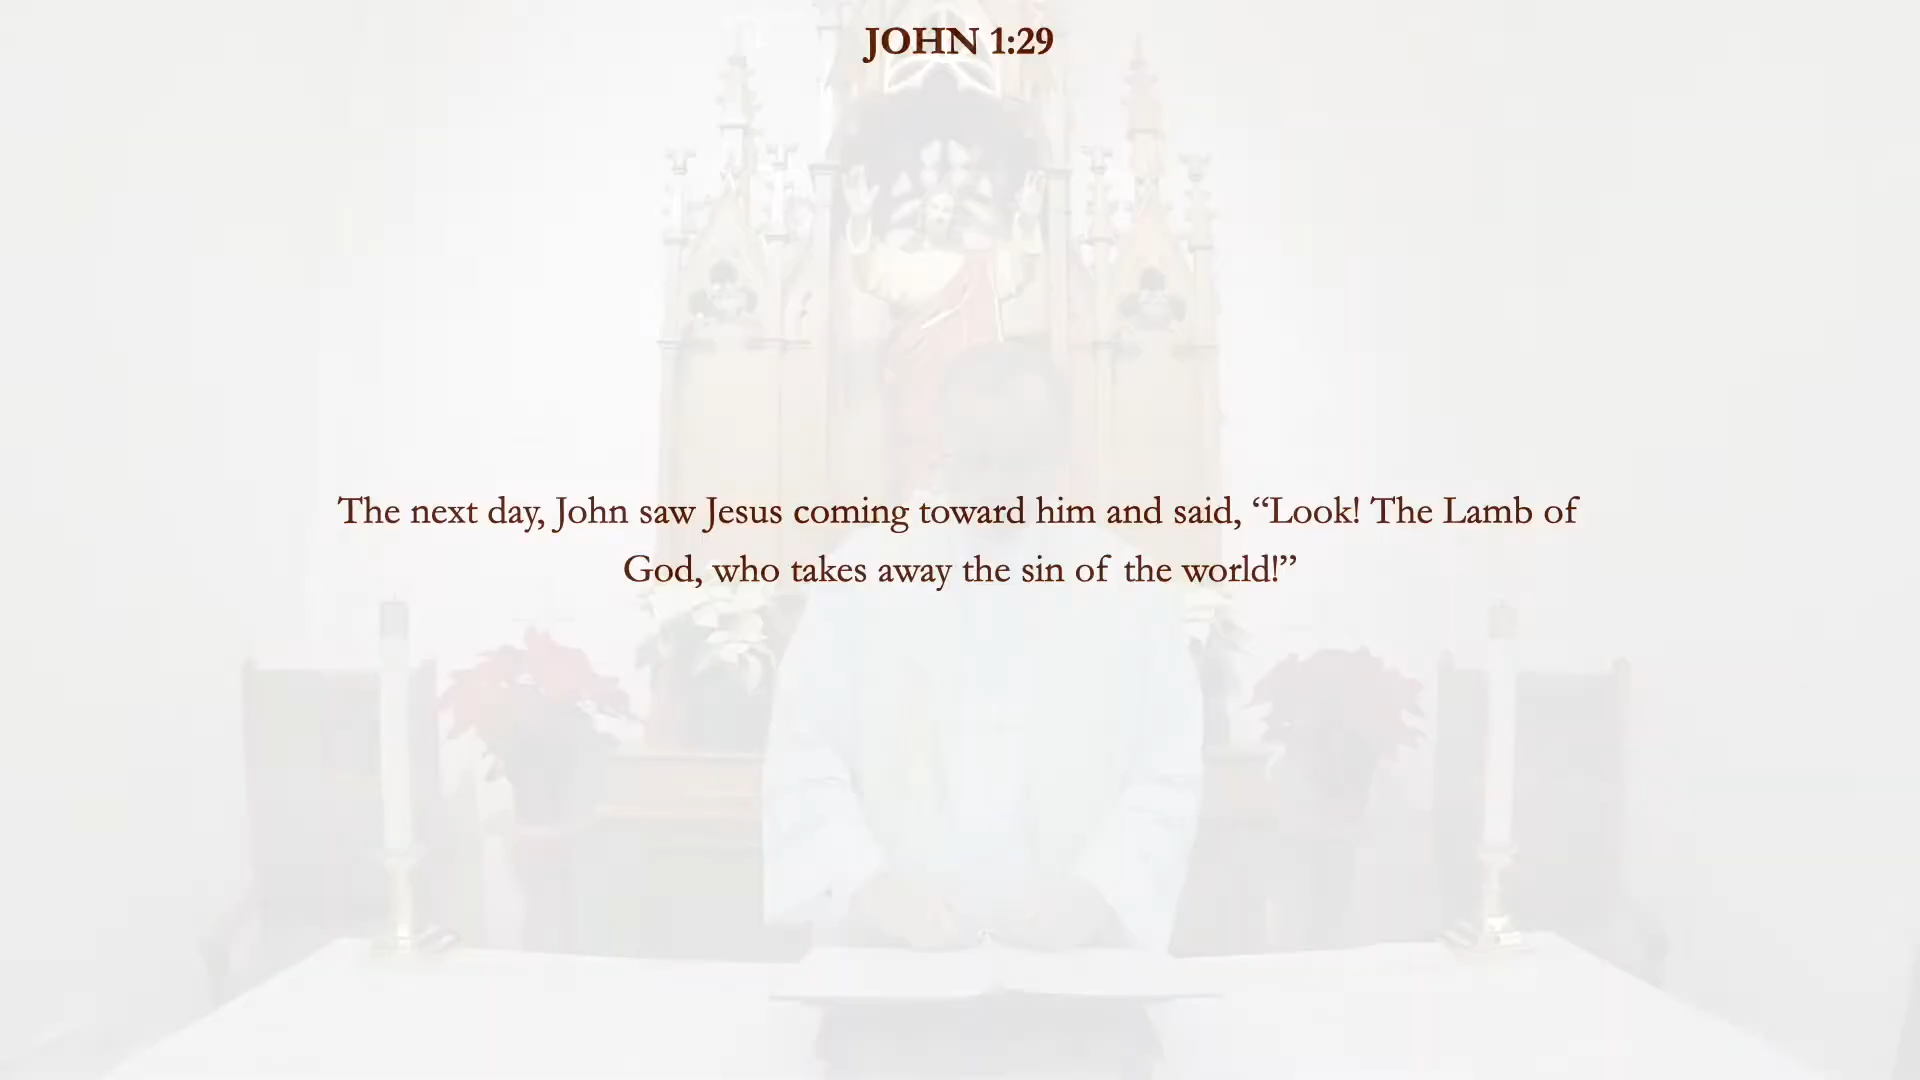 JOHN 1:29
The next day, John saw Jesus coming toward him and said, “Look! The Lamb of
God, who takes away the sin of the world!”